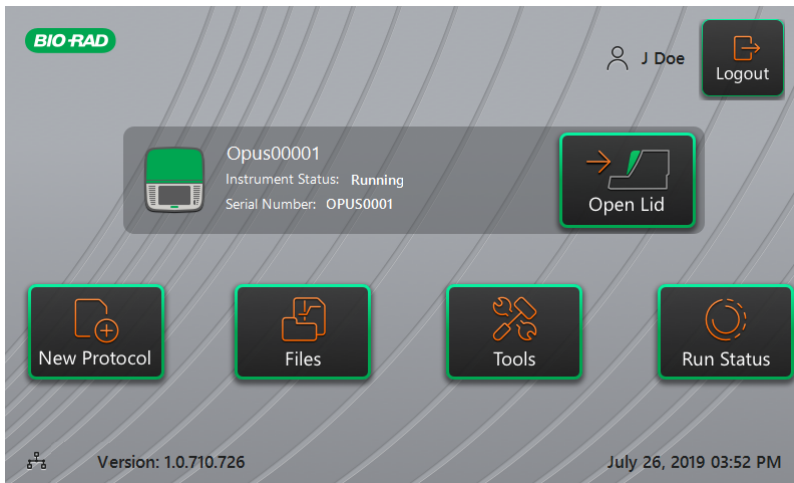 BIO-RAD
J Doe
Logout
Opus00001
Instrument Status: Running
Serial Number: OPUS0001
Open Lid
New Protocol
Files
Tools
Run Status
Version: 1.0.710.726
July 26, 2019 03:52 PM